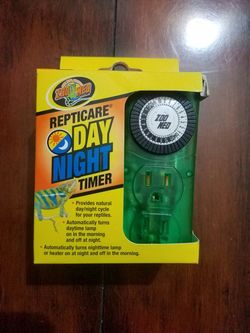 ZOO MED
REPTICARE®
DAY
NIGHT
TIMER
ZOO
MED
• Provides natural
day/night cycle for
your reptiles.
• Automatically turns
daytime lamp
on in the morning
and off at night.
• Automatically turns nighttime lamp
or heater on at night and off in the morning.